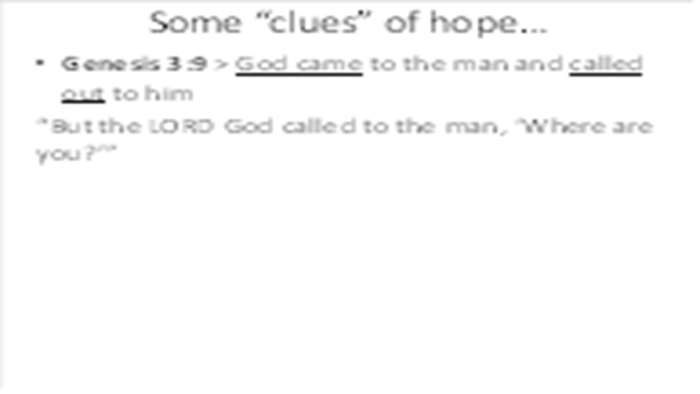 Some “clues” of hope...
• Genesis 3:9 > God came to the man and called
out to him
“But the LORD God called to the man, ‘Where are
you?’”